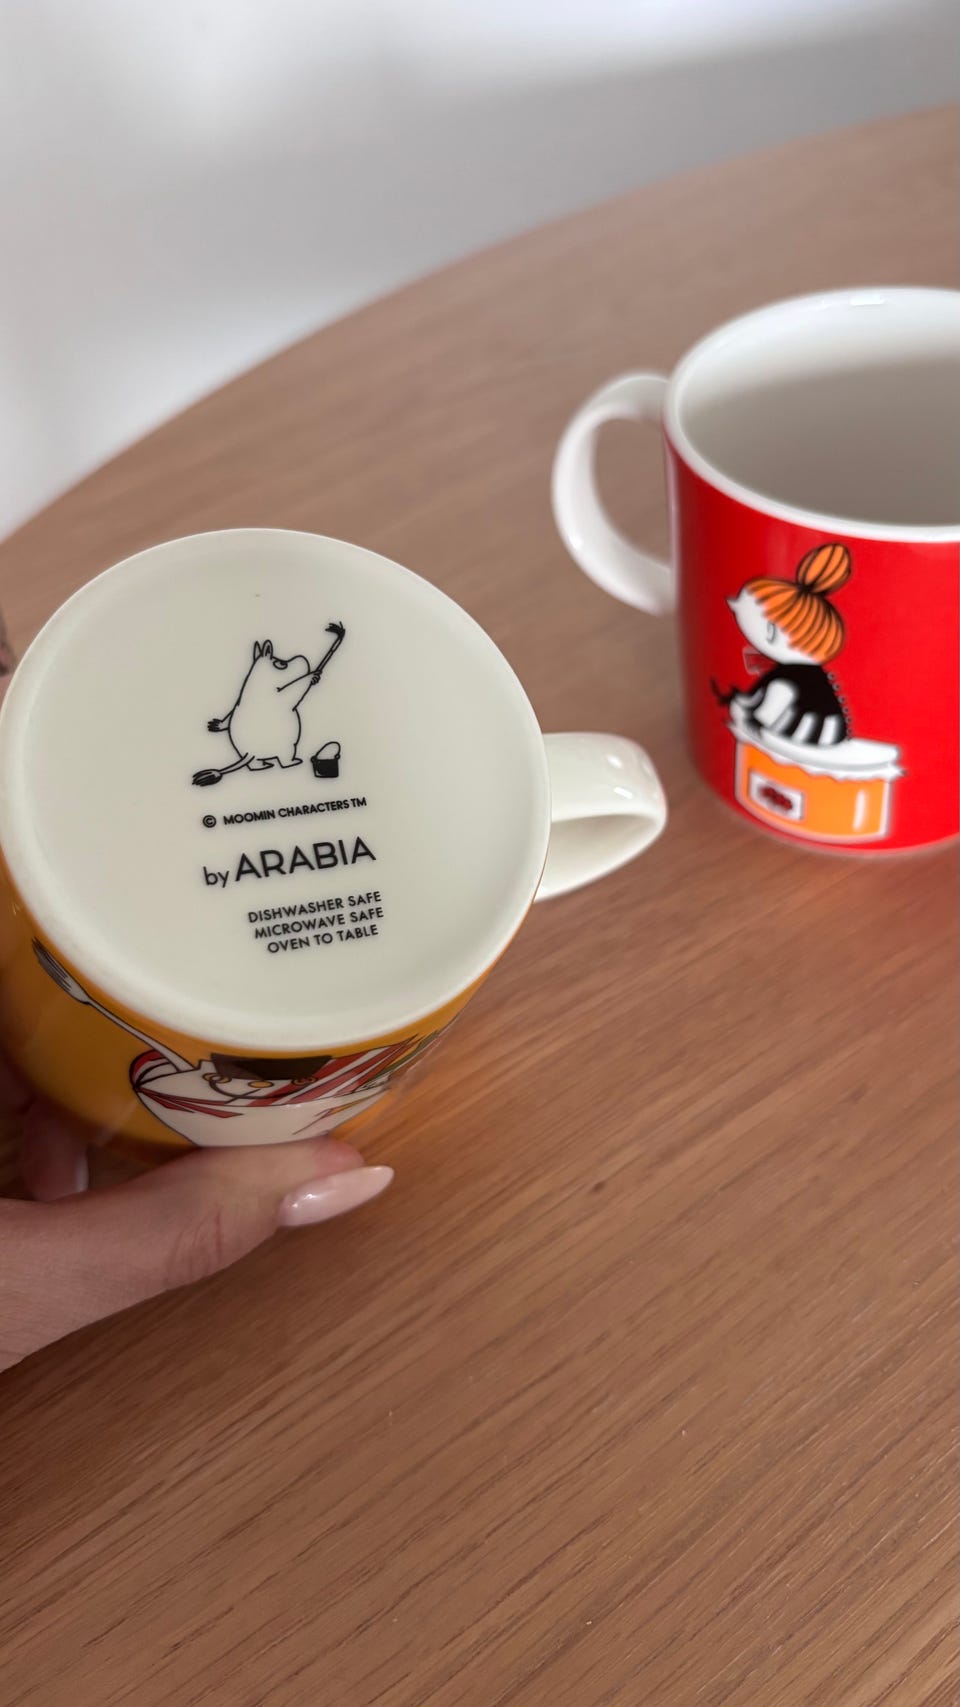 © MOOMIN CHARACTERS TM
by ARABIA
DISHWASHER SAFE
MICROWAVE SAFE
OVEN TO TABLE